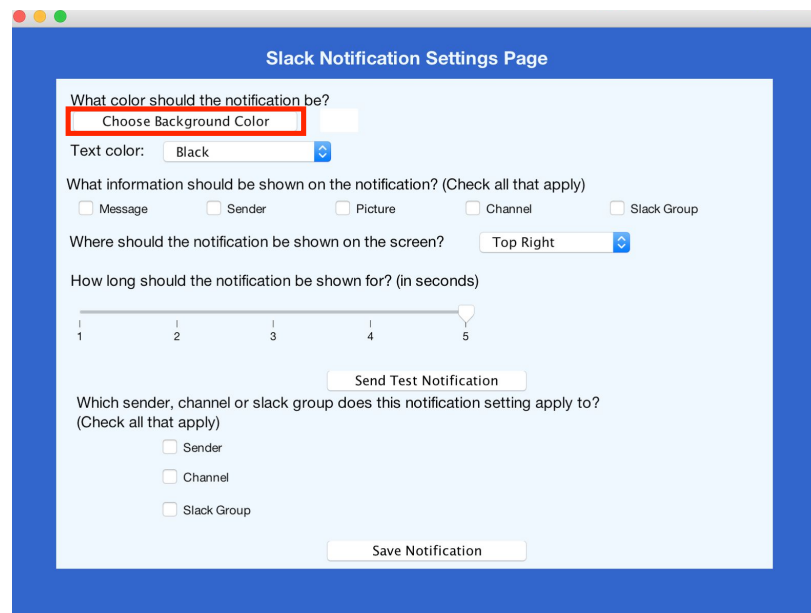 Slack Notification Settings Page
What color should the notification be?
Choose Background Color
Text color: Black
What information should be shown on the notification? (Check all that apply)
Message Sender Picture Channel Slack Group
Where should the notification be shown on the screen? Top Right
How long should the notification be shown for? (in seconds)
1 2 3 4 5
Send Test Notification
Which sender, channel or slack group does this notification setting apply to?
(Check all that apply)
Sender
Channel
Slack Group
Save Notification